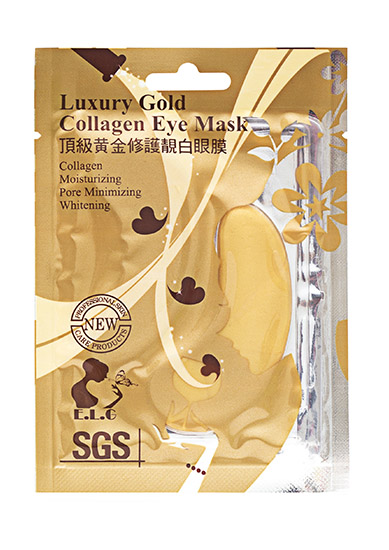 Luxury Gold
Collagen Eye Mask
頂級黃金修護靚白眼膜
Collagen
Moisturizing
Pore Minimizing
Whitening
PROFESSIONAL SKIN
NEW
CARE PRODUCTS
E.L.G
SGS